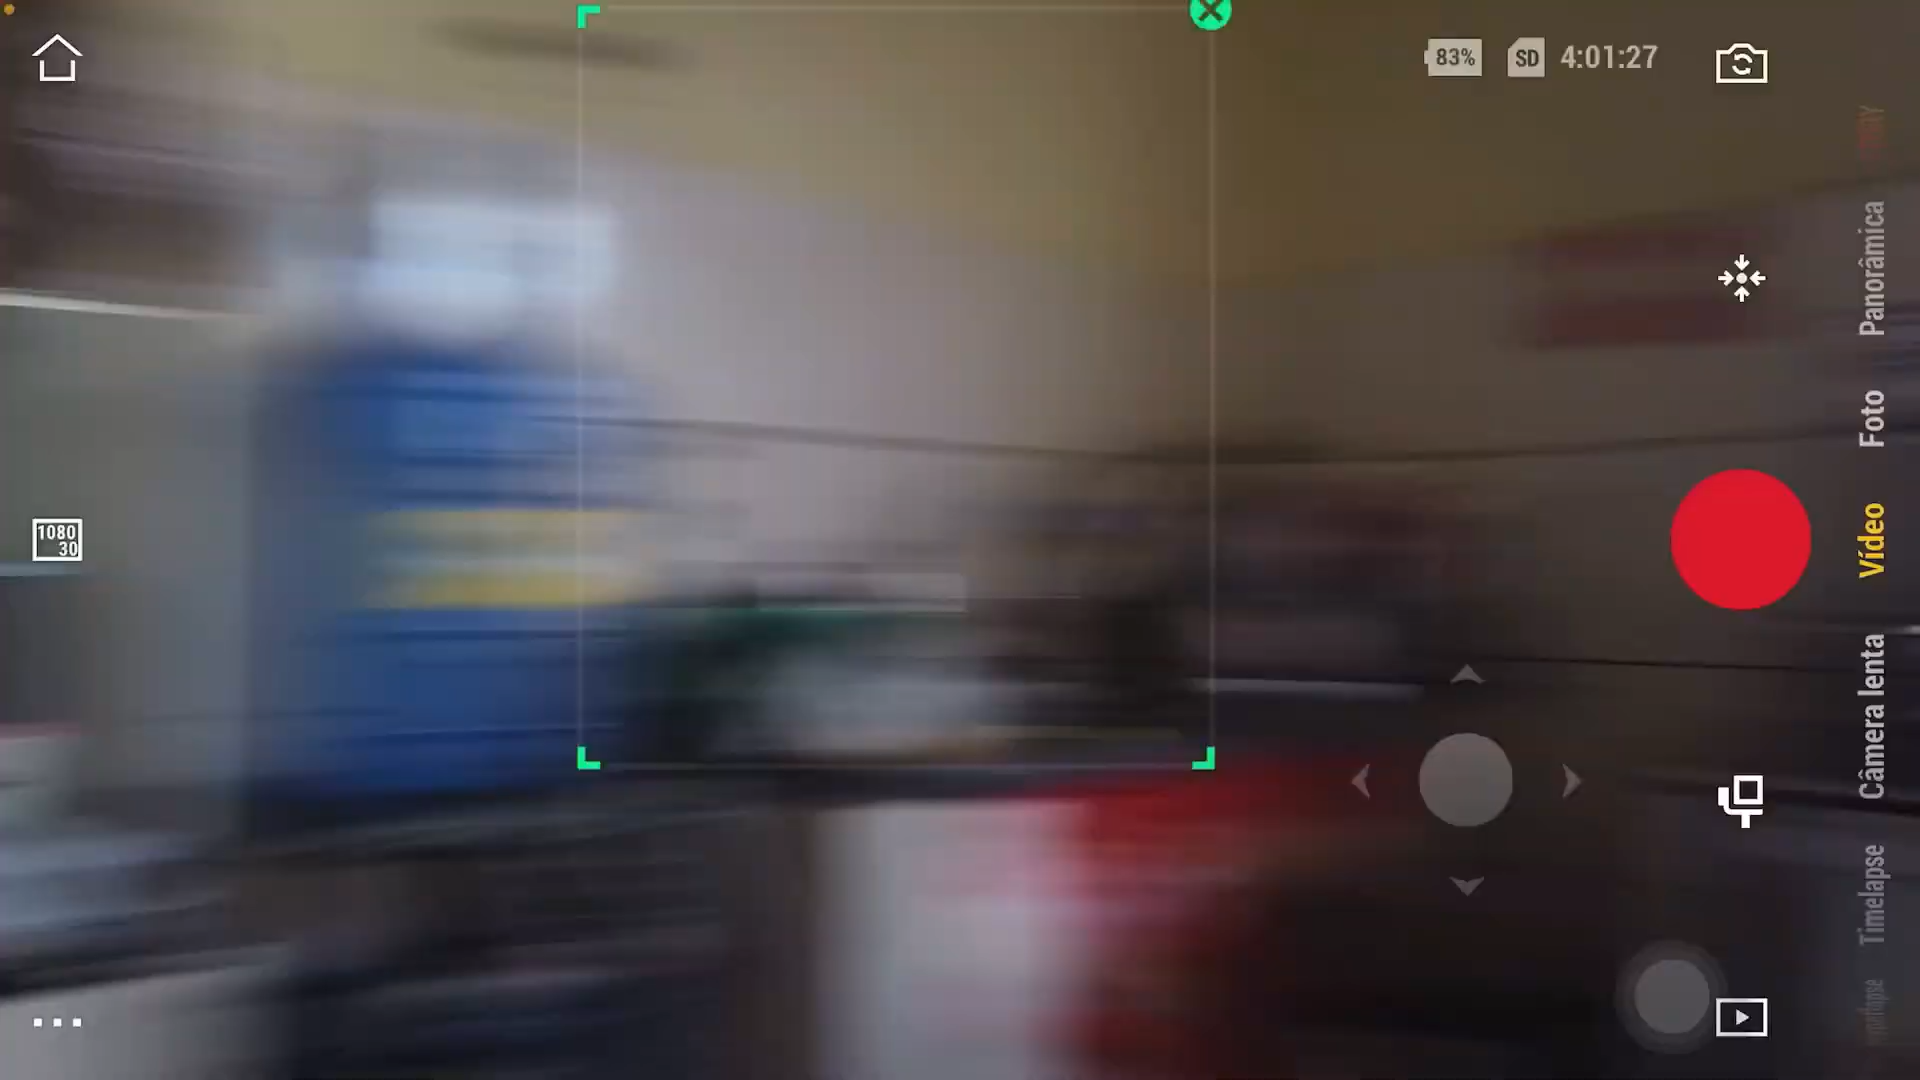 83%
SD
4:01:27
1080
30
Panorâmica
Foto
Vídeo
Câmera lenta
Timelapse